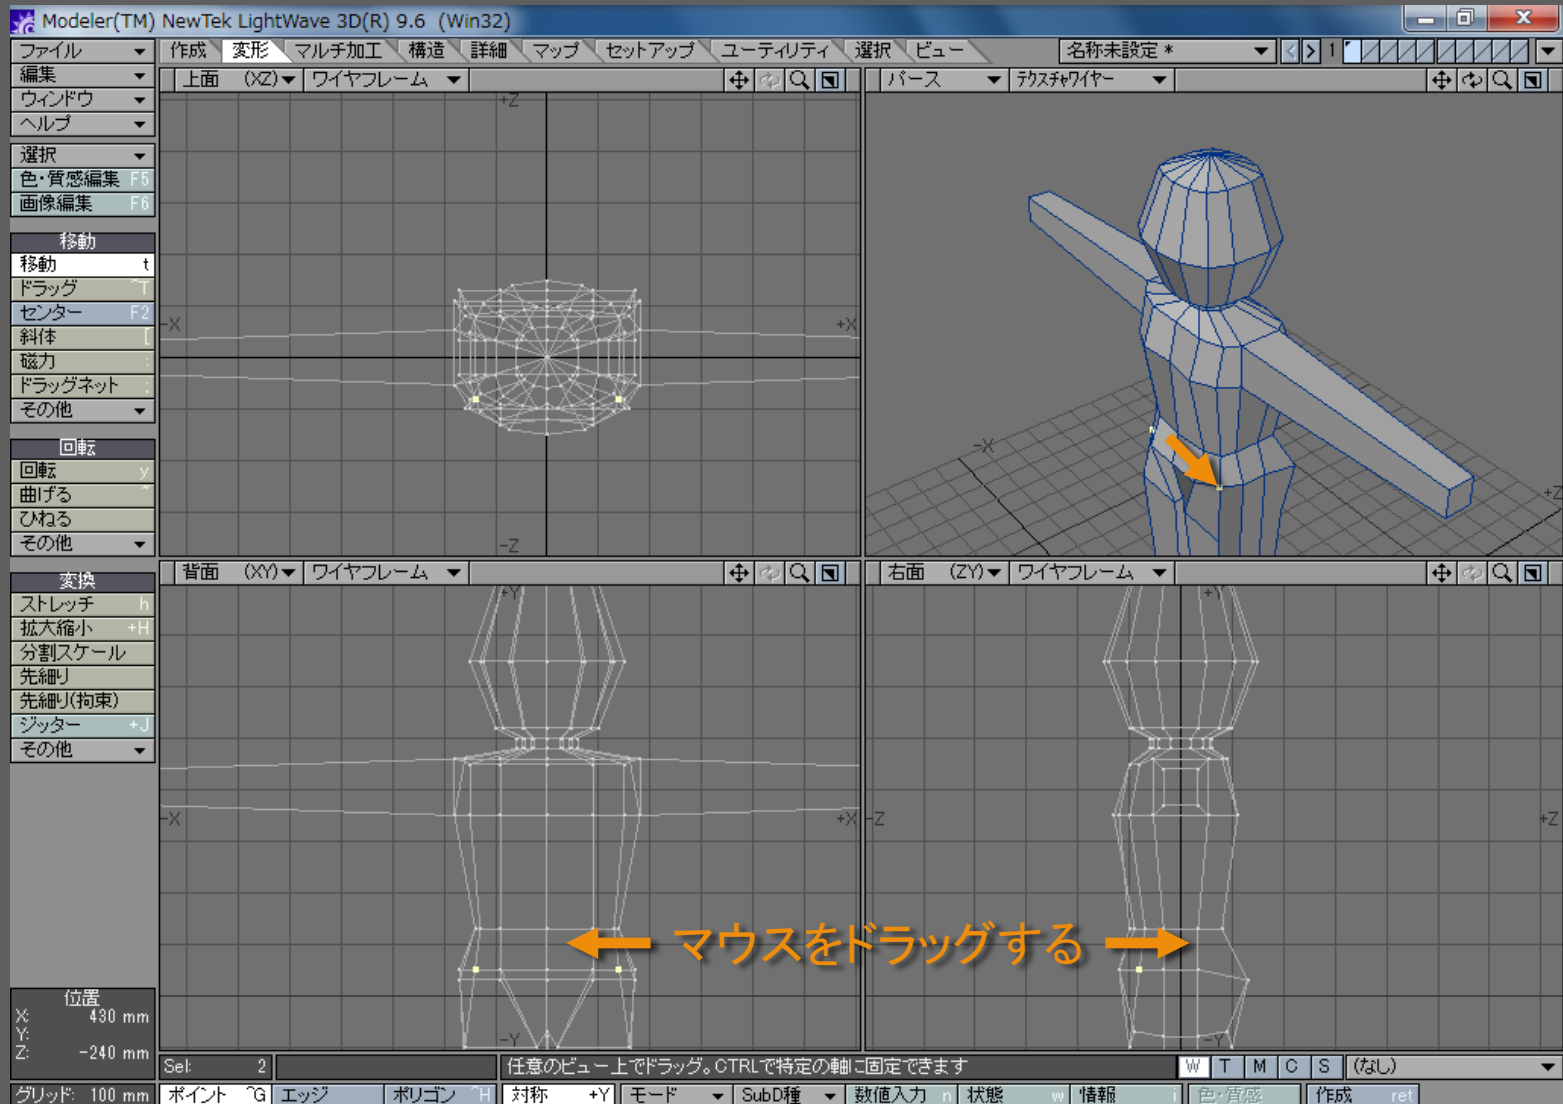 Modeler(TM) NewTek LightWave 3D(R) 9.6 (Win32)
ファイル
作成 変形 マルチ加工 構造 詳細 マップ セットアップ ユーティリティ 選択 ビュー
名称未設定 *
1
編集
ウィンドウ
ヘルプ
選択
色・質感編集 F5
画像編集 F6
移動
移動 t
ドラッグ ^T
センター F2
斜体 [
磁力 :
ドラッグネット ;
その他
回転
回転 y
曲げる ~
ひねる
その他
変換
ストレッチ h
拡大縮小 +H
分割スケール
先細り
先細り(拘束)
ジッター +J
その他
上面 (XZ) ワイヤフレーム
+Z
-X
+X
-Z
パース テクスチャワイヤー
-X
+Z
背面 (XY) ワイヤフレーム
+Y
-X
+X
-Y
右面 (ZY) ワイヤフレーム
+Y
-Z
+Z
-Y
マウスをドラッグする
位置
X: 430 mm
Y:
Z: -240 mm
Sel: 2
任意のビュー上でドラッグ。CTRLで特定の軸に固定できます
W T M C S (なし)
グリッド: 100 mm
ポイント ^G エッジ ポリゴン ^H 対称 +Y モード SubD種 数値入力 n 状態 w 情報 i 色・質感 作成 ret